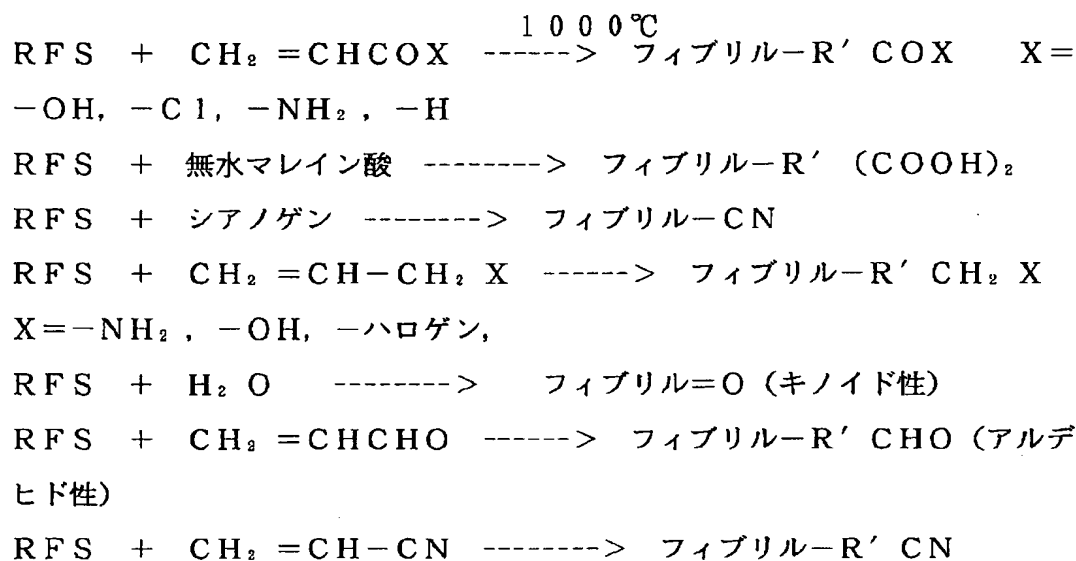 1000℃
RFS + CH₂=CHCOX ------> フィブリル－R′COX X=
－OH, －Cl, －NH₂, －H
RFS + 無水マレイン酸 --------> フィブリル－R′(COOH)₂
RFS + シアノゲン --------> フィブリル－CN
RFS + CH₂=CH－CH₂X ------> フィブリル－R′CH₂X
X=－NH₂, －OH, －ハロゲン,
RFS + H₂O --------> フィブリル=O(キノイド性)
RFS + CH₂=CHCHO ------> フィブリル－R′CHO(アルデ
ヒド性)
RFS + CH₂=CH－CN --------> フィブリル－R′CN